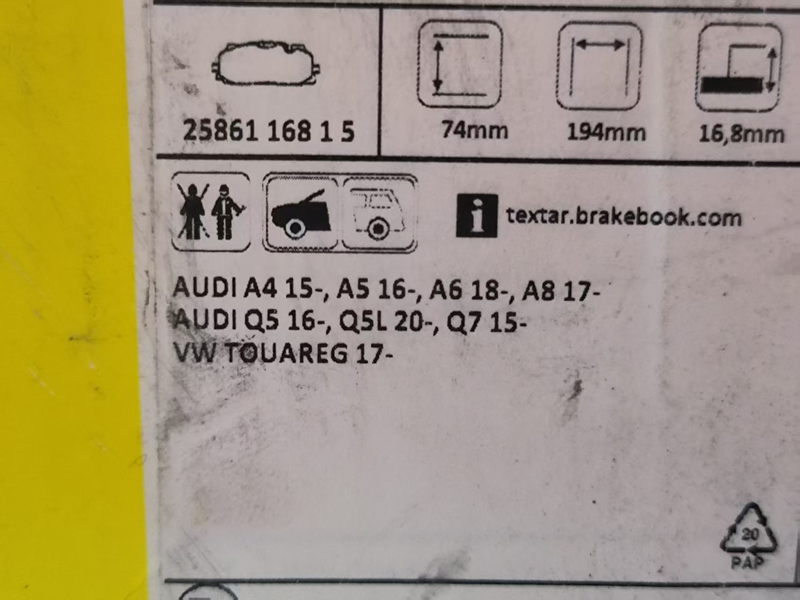 25861 168 1 5
74mm
194mm
16,8mm
i textar.brakebook.com
AUDI A4 15-, A5 16-, A6 18-, A8 17-
AUDI Q5 16-, Q5L 20-, Q7 15-
VW TOUAREG 17-
20
PAP